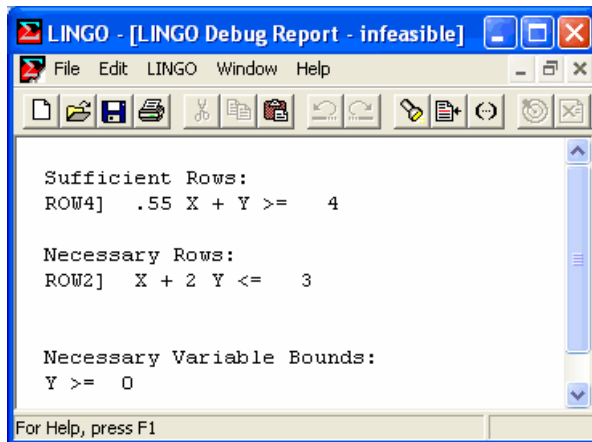 LINGO - [LINGO Debug Report - infeasible]
File Edit LINGO Window Help
Sufficient Rows:
ROW4] .55 X + Y >= 4
Necessary Rows:
ROW2] X + 2 Y <= 3
Necessary Variable Bounds:
Y >= 0
For Help, press F1